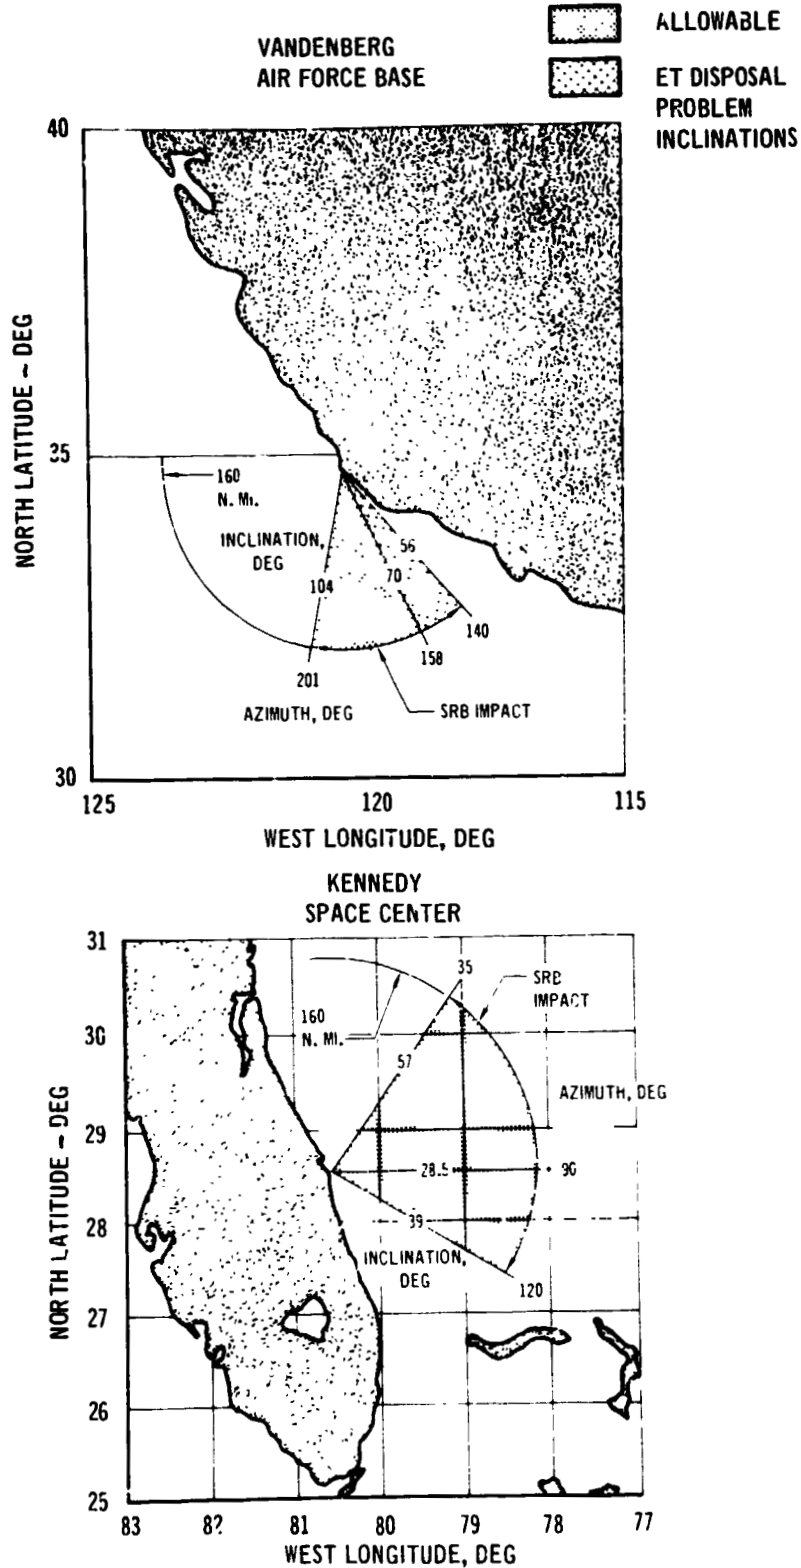 ALLOWABLE
VANDENBERG
AIR FORCE BASE
ET DISPOSAL
PROBLEM
INCLINATIONS
40
35
30
NORTH LATITUDE ~ DEG
160
N. MI.
INCLINATION,
DEG
56
70
104
140
158
201
AZIMUTH, DEG
SRB IMPACT
125
120
115
WEST LONGITUDE, DEG
KENNEDY
SPACE CENTER
31
30
29
28
27
26
25
NORTH LATITUDE ~ DEG
35
SRB
IMPACT
160
N. MI.
57
AZIMUTH, DEG
28.5
90
39
INCLINATION,
DEG
120
83
82
81
80
79
78
77
WEST LONGITUDE, DEG